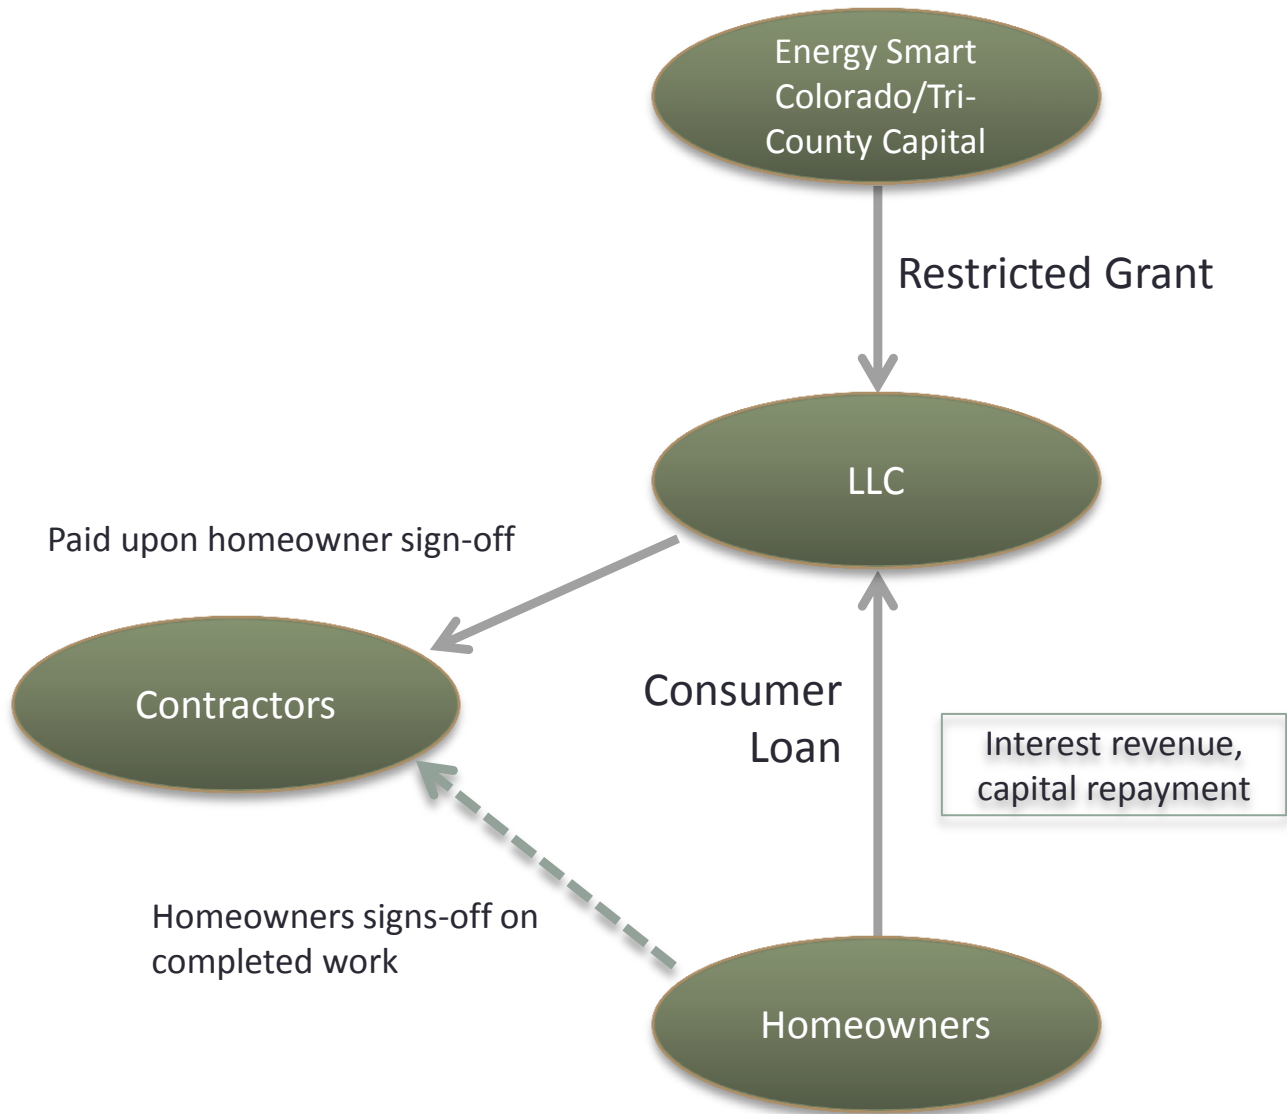 Energy Smart
Colorado/Tri-
County Capital
Restricted Grant
LLC
Paid upon homeowner sign-off
Contractors
Consumer
Loan
Interest revenue,
capital repayment
Homeowners signs-off on
completed work
Homeowners